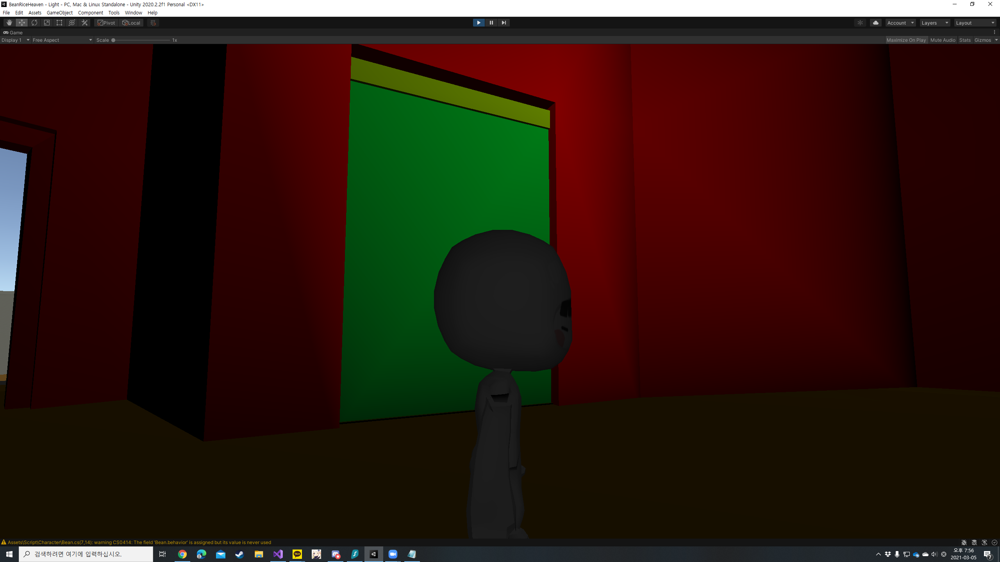 BeanRiceHeaven - Light - PC, Mac & Linux Standalone - Unity 2020.2.2f1 Personal <DX11>
File Edit Assets GameObject Component Tools Window Help
Pivot Local Account Layers Layout
Game
Display 1 Free Aspect Scale 1x Maximize On Play Mute Audio Stats Gizmos
Assets\Script\Character\Bean.cs(7,14): warning CS0414: The field 'Bean.behavior' is assigned but its value is never used
검색하려면 여기에 입력하십시오.
TALK
오후 7:56
2021-03-05
7